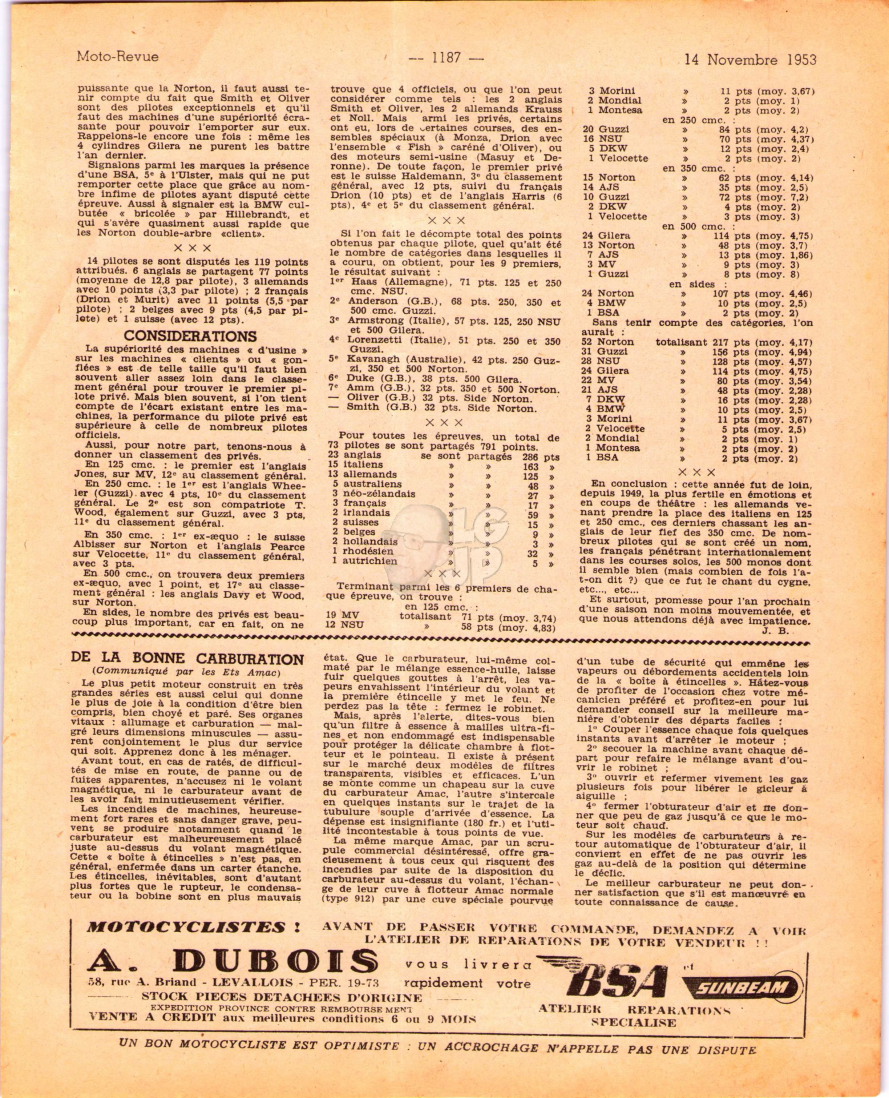 Moto-Revue
— 1187 —
14 Novembre 1953
puissante que la Norton, il faut aussi te-
nir compte du fait que Smith et Oliver
sont des pilotes exceptionnels et qu'il
faut des machines d'une supériorité écra-
sante pour pouvoir l'emporter sur eux.
Rappelons-le encore une fois : même les
4 cylindres Gilera ne purent les battre
l'an dernier.
Signalons parmi les marques la présence
d'une BSA, 5e à l'Ulster, mais qui ne put
remporter cette place que grâce au nom-
bre infime de pilotes ayant disputé cette
épreuve. Aussi à signaler est la BMW cul-
butée « bricolée » par Hillebrandt, et
qui s'avère quasiment aussi rapide que
les Norton double-arbre «client».
× × ×
14 pilotes se sont disputés les 119 points
attribués. 6 anglais se partagent 77 points
(moyenne de 12,8 par pilote), 3 allemands
avec 10 points (3,3 par pilote) ; 2 français
(Drion et Murit) avec 11 points (5,5 par
pilote) ; 2 belges avec 9 pts (4,5 par pi-
lote) et 1 suisse (avec 12 pts).
CONSIDERATIONS
La supériorité des machines « d'usine »
sur les machines « clients » ou « gon-
flées » est de telle taille qu'il faut bien
souvent aller assez loin dans le classe-
ment général pour trouver le premier pi-
lote privé. Mais bien souvent, si l'on tient
compte de l'écart existant entre les ma-
chines, la performance du pilote privé est
supérieure à celle de nombreux pilotes
officiels.
Aussi, pour notre part, tenons-nous à
donner un classement des privés.
En 125 cmc. : le premier est l'anglais
Jones, sur MV, 12e au classement général.
En 250 cmc. : le 1er est l'anglais Whee-
ler (Guzzi) avec 4 pts, 10e du classement
général. Le 2e est son compatriote T.
Wood, également sur Guzzi, avec 3 pts,
11e du classement général.
En 350 cmc. : 1er ex-æquo : le suisse
Albisser sur Norton et l'anglais Pearce
sur Velocette, 11e du classement général,
avec 3 pts.
En 500 cmc., on trouvera deux premiers
ex-æquo, avec 1 point, et 17e au classe-
ment général : les anglais Davy et Wood,
sur Norton.
En sides, le nombre des privés est beau-
coup plus important, car en fait, on ne
trouve que 4 officiels, ou que l'on peut
considérer comme tels : les 2 anglais
Smith et Oliver, les 2 allemands Krauss
et Noll. Mais armi les privés, certains
ont eu, lors de certaines courses, des en-
sembles spéciaux (à Monza, Drion avec
l'ensemble « Fish » caréné d'Oliver), ou
des moteurs semi-usine (Masuy et De-
ronne). De toute façon, le premier privé
est le suisse Haldemann, 3e du classement
général, avec 12 pts, suivi du français
Drion (10 pts) et de l'anglais Harris (6
pts), 4e et 5e du classement général.
× × ×
Si l'on fait le décompte total des points
obtenus par chaque pilote, quel qu'ait été
le nombre de catégories dans lesquelles il
a couru, on obtient, pour les 9 premiers,
le résultat suivant :
1er Haas (Allemagne), 71 pts. 125 et 250
cmc. NSU.
2e Anderson (G.B.), 68 pts. 250, 350 et
500 cmc. Guzzi.
3e Armstrong (Italie), 57 pts. 125, 250 NSU
et 500 Gilera.
4e Lorenzetti (Italie), 51 pts. 250 et 350
Guzzi.
5e Kavanagh (Australie), 42 pts. 250 Guz-
zi, 350 et 500 Norton.
6e Duke (G.B.), 38 pts. 500 Gilera.
7e Amm (G.B.) 32 pts. 350 et 500 Norton.
— Oliver (G.B.) 32 pts. Side Norton.
— Smith (G.B.) 32 pts. Side Norton.
× × ×
Pour toutes les épreuves, un total de
73 pilotes se sont partagés 791 points.
23 anglais se sont partagés 286 pts
15 italiens » » 163 »
13 allemands » » 125 »
5 australiens » » 48 »
3 néo-zélandais » » 27 »
3 français » » 17 »
2 irlandais » » 59 »
2 suisses » » 15 »
2 belges » » 9 »
2 hollandais » » 3 »
1 rhodésien » » 32 »
1 autrichien » » 5 »
× × ×
Terminant parmi les 6 premiers de cha-
que épreuve, on trouve :
en 125 cmc. :
19 MV totalisant 71 pts (moy. 3,74)
12 NSU » 58 pts (moy. 4,83)
3 Morini » 11 pts (moy. 3,67)
2 Mondial » 2 pts (moy. 1)
1 Montesa » 2 pts (moy. 2)
en 250 cmc. :
20 Guzzi » 84 pts (moy. 4,2)
16 NSU » 70 pts (moy. 4,37)
5 DKW » 12 pts (moy. 2,4)
1 Velocette » 2 pts (moy. 2)
en 350 cmc. :
15 Norton » 62 pts (moy. 4,14)
14 AJS » 35 pts (moy. 2,5)
10 Guzzi » 72 pts (moy. 7,2)
2 DKW » 4 pts (moy. 2)
1 Velocette » 3 pts (moy. 3)
en 500 cmc. :
24 Gilera » 114 pts (moy. 4,75)
13 Norton » 48 pts (moy. 3,7)
7 AJS » 13 pts (moy. 1,86)
3 MV » 9 pts (moy. 3)
1 Guzzi » 8 pts (moy. 8)
en sides :
24 Norton » 107 pts (moy. 4,46)
4 BMW » 10 pts (moy. 2,5)
1 BSA » 2 pts (moy. 2)
Sans tenir compte des catégories, l'on
aurait :
52 Norton totalisant 217 pts (moy. 4,17)
31 Guzzi » 156 pts (moy. 4,94)
28 NSU » 128 pts (moy. 4,57)
24 Gilera » 114 pts (moy. 4,75)
22 MV » 80 pts (moy. 3,54)
21 AJS » 48 pts (moy. 2,28)
7 DKW » 16 pts (moy. 2,28)
4 BMW » 10 pts (moy. 2,5)
3 Morini » 11 pts (moy. 3,67)
2 Velocette » 5 pts (moy. 2,5)
2 Mondial » 2 pts (moy. 1)
1 Montesa » 2 pts (moy. 2)
1 BSA » 2 pts (moy. 2)
× × ×
En conclusion : cette année fut de loin,
depuis 1949, la plus fertile en émotions et
en coups de théâtre : les allemands ve-
nant prendre la place des italiens en 125
et 250 cmc., ces derniers chassant les an-
glais de leur fief des 350 cmc. De nom-
breux pilotes qui se sont créé un nom,
les français pénétrant internationalement
dans les courses solos, les 500 monos dont
il semble bien (mais combien de fois l'a-
t-on dit ?) que ce fut le chant du cygne,
etc..., etc...
Et surtout, promesse pour l'an prochain
d'une saison non moins mouvementée, et
que nous attendons déjà avec impatience.
J. B.
DE LA BONNE CARBURATION
(Communiqué par les Ets Amac)
Le plus petit moteur construit en très
grandes séries est aussi celui qui donne
le plus de joie à la condition d'être bien
compris, bien choyé et paré. Ses organes
vitaux : allumage et carburation — mal-
gré leurs dimensions minuscules — assu-
rent conjointement le plus dur service
qui soit. Apprenez donc à les ménager.
Avant tout, en cas de ratés, de difficul-
tés de mise en route, de panne ou de
fuites apparentes, n'accusez ni le volant
magnétique, ni le carburateur avant de
les avoir fait minutieusement vérifier.
Les incendies de machines, heureuse-
ment fort rares et sans danger grave, peu-
vent se produire notamment quand le
carburateur est malheureusement placé
juste au-dessus du volant magnétique.
Cette « boîte à étincelles » n'est pas, en
général, enfermée dans un carter étanche.
Les étincelles, inévitables, sont d'autant
plus fortes que le rupteur, le condensa-
teur ou la bobine sont en plus mauvais
état. Que le carburateur, lui-même col-
maté par le mélange essence-huile, laisse
fuir quelques gouttes à l'arrêt, les va-
peurs envahissent l'intérieur du volant et
la première étincelle y met le feu. Ne
perdez pas la tête : fermez le robinet.
Mais, après l'alerte, dites-vous bien
qu'un filtre à essence à mailles ultra-fi-
nes et non endommagé est indispensable
pour protéger la délicate chambre à flot-
teur et le pointeau. Il existe à présent
sur le marché deux modèles de filtres
transparents, visibles et efficaces. L'un
se monte comme un chapeau sur la cuve
du carburateur Amac, l'autre s'intercale
en quelques instants sur le trajet de la
tubulure souple d'arrivée d'essence. La
dépense est insignifiante (180 fr.) et l'uti-
lité incontestable à tous points de vue.
La même marque Amac, par un scru-
pule commercial désintéressé, offre gra-
cieusement à tous ceux qui risquent des
incendies par suite de la disposition du
carburateur au-dessus du volant, l'échan-
ge de leur cuve à flotteur Amac normale
(type 912) par une cuve spéciale pourvue
d'un tube de sécurité qui emmène les
vapeurs ou débordements accidentels loin
de la « boîte à étincelles ». Hâtez-vous
de profiter de l'occasion chez votre mé-
canicien préféré et profitez-en pour lui
demander conseil sur la meilleure ma-
nière d'obtenir des départs faciles :
1° Couper l'essence chaque fois quelques
instants avant d'arrêter le moteur ;
2° secouer la machine avant chaque dé-
part pour refaire le mélange avant d'ou-
vrir le robinet ;
3° ouvrir et refermer vivement les gaz
plusieurs fois pour libérer le gicleur à
aiguille ;
4° fermer l'obturateur d'air et ne don-
ner que peu de gaz jusqu'à ce que le mo-
teur soit chaud.
Sur les modèles de carburateurs à re-
tour automatique de l'obturateur d'air, il
convient en effet de ne pas ouvrir les
gaz au-delà de la position qui détermine
le déclic.
Le meilleur carburateur ne peut don-
ner satisfaction que s'il est manœuvré en
toute connaissance de cause.
MOTOCYCLISTES ! AVANT DE PASSER VOTRE COMMANDE, DEMANDEZ A VOIR
L'ATELIER DE REPARATIONS DE VOTRE VENDEUR ! !
A. DUBOIS vous livrera BSA et
58, rue A. Briand - LEVALLOIS - PER. 19-73 rapidement votre SUNBEAM
STOCK PIECES DETACHEES D'ORIGINE
EXPEDITION PROVINCE CONTRE REMBOURSEMENT
VENTE A CREDIT aux meilleures conditions 6 ou 9 MOIS
ATELIER REPARATIONS
SPECIALISE
UN BON MOTOCYCLISTE EST OPTIMISTE : UN ACCROCHAGE N'APPELLE PAS UNE DISPUTE